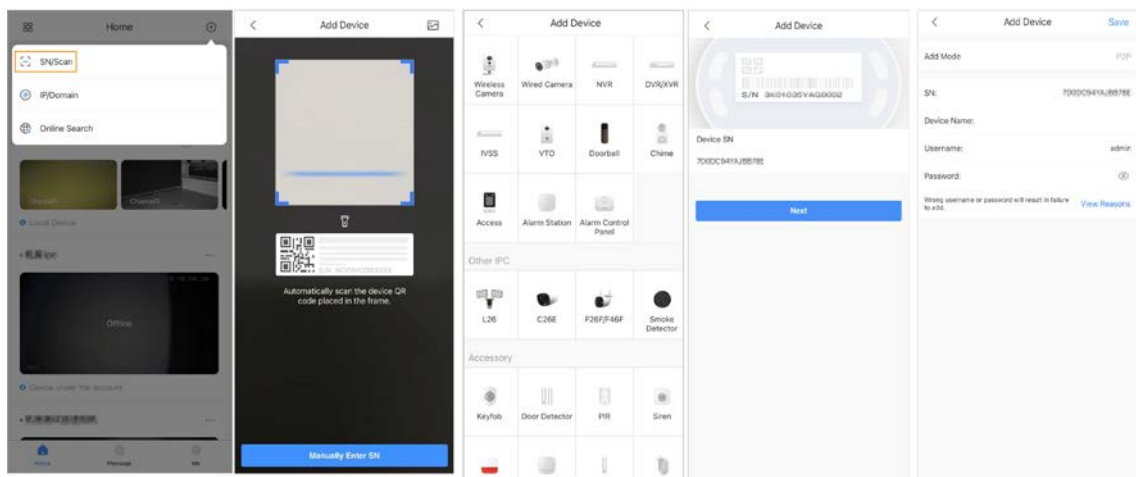 Home
SN/Scan
IP/Domain
Online Search
Channel1
Local Device
Offline
Device under the account
Home
Message
Me
Add Device
Automatically scan the device QR
code placed in the frame.
Manually Enter SN
Add Device
Wireless
Camera
Wired Camera
NVR
DVR/XVR
IVSS
VTO
Doorbell
Chime
Access
Alarm Station
Alarm Control
Panel
Other IPC
L26
C26E
F26F/F46F
Smoke
Detector
Accessory
Keyfob
Door Detector
PIR
Siren
Add Device
Device SN
Next
Add Device
Save
Add Mode
P2P
SN:
Device Name:
Username:
admin
Password:
Wrong username or password will result in failure
to add.
View Reasons